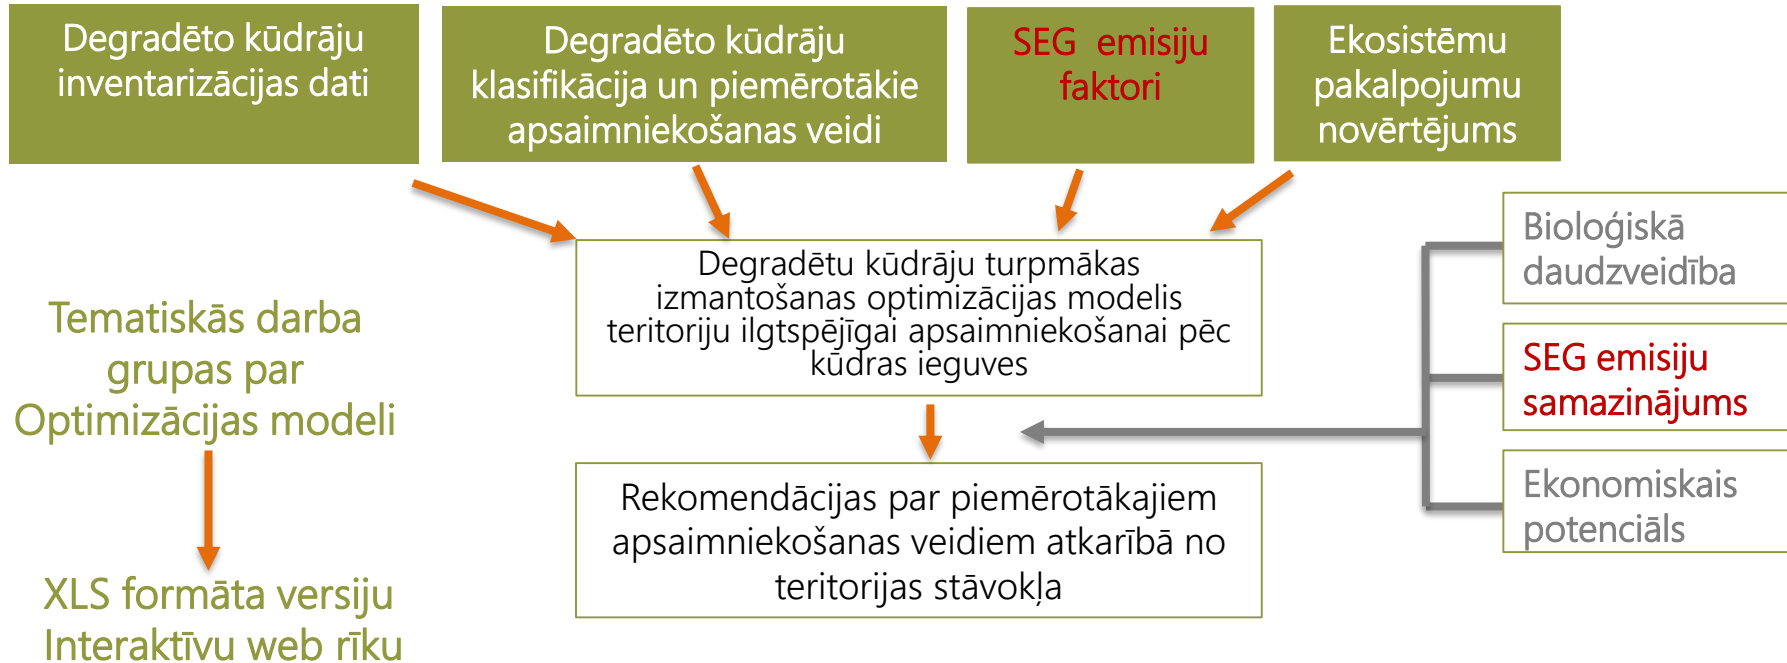 Degradēto kūdrāju
inventarizācijas dati
Degradēto kūdrāju
klasifikācija un piemērotākie
apsaimniekošanas veidi
SEG emisiju
faktori
Ekosistēmu
pakalpojumu
novērtējums
Degradētu kūdrāju turpmākas
izmantošanas optimizācijas modelis
teritoriju ilgtspējīgai apsaimniekošanai pēc
kūdras ieguves
Bioloģiskā
daudzveidība
SEG emisiju
samazinājums
Ekonomiskais
potenciāls
Tematiskās darba
grupas par
Optimizācijas modeli
Rekomendācijas par piemērotākajiem
apsaimniekošanas veidiem atkarībā no
teritorijas stāvokļa
XLS formāta versiju
Interaktīvu web rīku